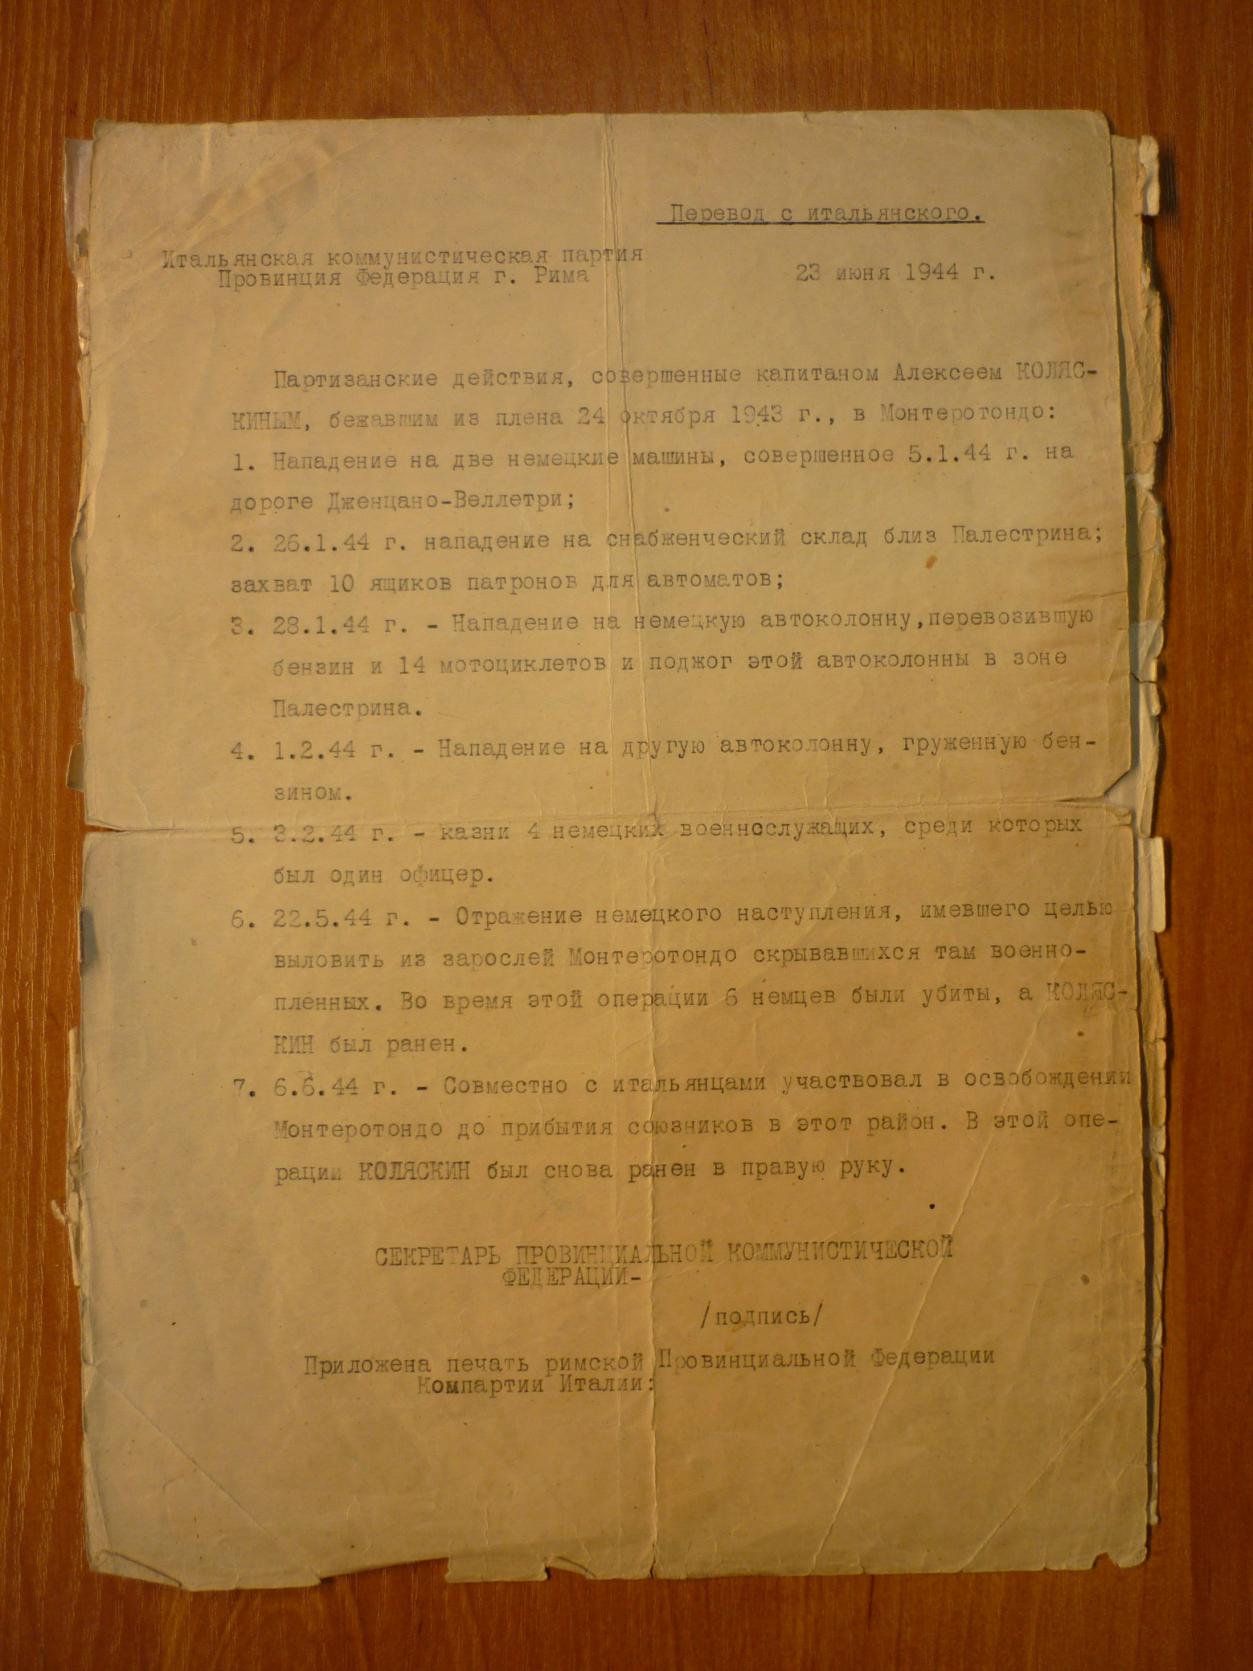 Перевод с итальянского.
Итальянская коммунистическая партия
Провинция Федерация г. Рима
23 июня 1944 г.
Партизанские действия, совершенные капитаном Алексеем КОЛЯС-
КИНЫМ, бежавшим из плена 24 октября 1943 г., в Монтеротондо:
1. Нападение на две немецкие машины, совершенное 5.1.44 г. на
дороге Дженцано-Веллетри;
2. 26.1.44 г. нападение на снабженческий склад близ Палестрина;
захват 10 ящиков патронов для автоматов;
3. 28.1.44 г. - Нападение на немецкую автоколонну,перевозившую
бензин и 14 мотоциклетов и поджог этой автоколонны в зоне
Палестрина.
4. 1.2.44 г. - Нападение на другую автоколонну, груженную бен-
зином.
5. 3.2.44 г. - казни 4 немецких военнослужащих, среди которых
был один офицер.
6. 22.5.44 г. - Отражение немецкого наступления, имевшего целью
выловить из зарослей Монтеротондо скрывавшихся там военно-
пленных. Во время этой операции 6 немцев были убиты, а КОЛЯС-
КИН был ранен.
7. 6.6.44 г. - Совместно с итальянцами участвовал в освобождении
Монтеротондо до прибытия союзников в этот район. В этой опе-
рации КОЛЯСКИН был снова ранен в правую руку.
СЕКРЕТАРЬ ПРОВИНЦИАЛЬНОЙ КОММУНИСТИЧЕСКОЙ
ФЕДЕРАЦИИ-
/подпись/
Приложена печать римской Провинциальной Федерации
Компартии Италии: